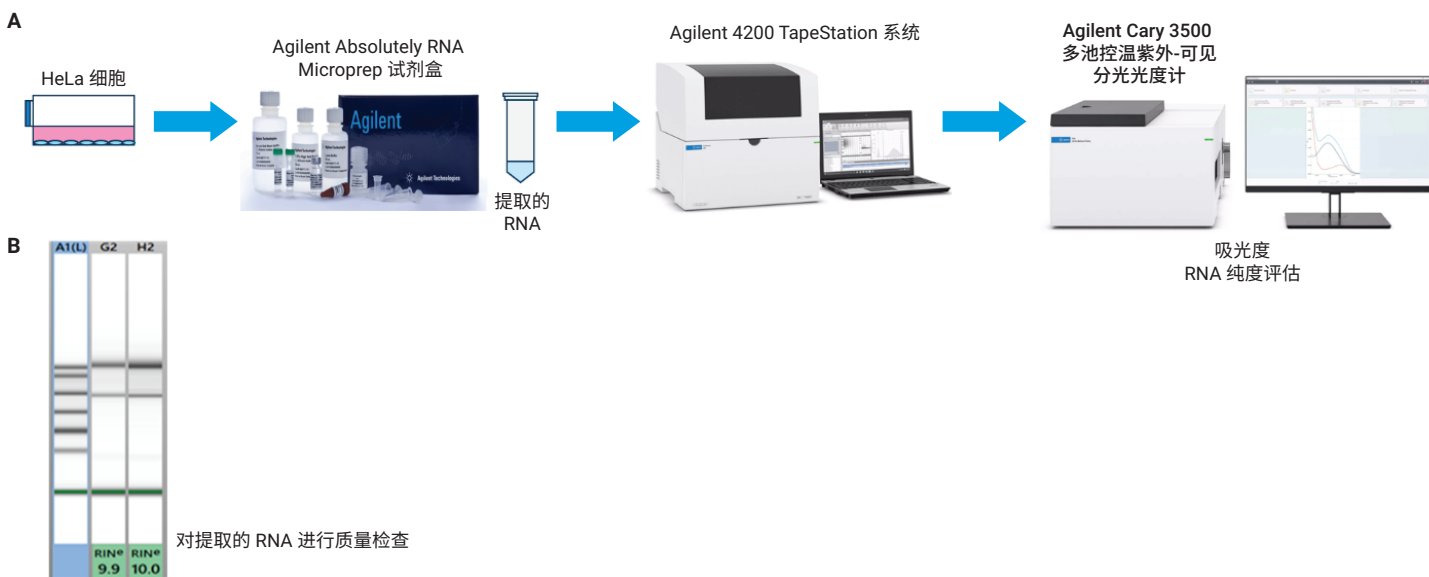 A
HeLa 细胞
Agilent Absolutely RNA
Microprep 试剂盒
Agilent
Agilent Technologies
提取的
RNA
Agilent 4200 TapeStation 系统
Agilent Cary 3500
多池控温紫外-可见
分光光度计
吸光度
RNA 纯度评估
B
A1(L) G2 H2
RINe RINe
9.9 10.0
对提取的 RNA 进行质量检查